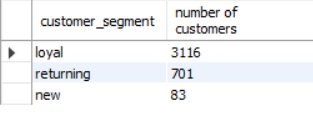 customer_segment number of
customers
loyal 3116
returning 701
new 83